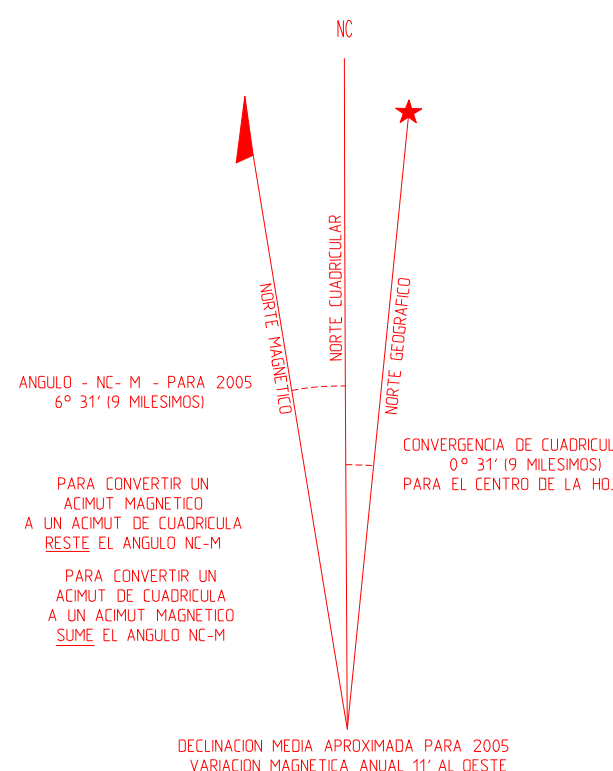 NC
NORTE MAGNETICO
NORTE CUADRICULAR
NORTE GEOGRAFICO
ANGULO - NC- M - PARA 2005
6° 31' (9 MILESIMOS)
CONVERGENCIA DE CUADRICUL
0° 31' (9 MILESIMOS)
PARA EL CENTRO DE LA HO.
PARA CONVERTIR UN
ACIMUT MAGNETICO
A UN ACIMUT DE CUADRICULA
RESTE EL ANGULO NC-M
PARA CONVERTIR UN
ACIMUT DE CUADRICULA
A UN ACIMUT MAGNETICO
SUME EL ANGULO NC-M
DECLINACION MEDIA APROXIMADA PARA 2005
VARIACION MAGNETICA ANUAL 11' AL OESTE